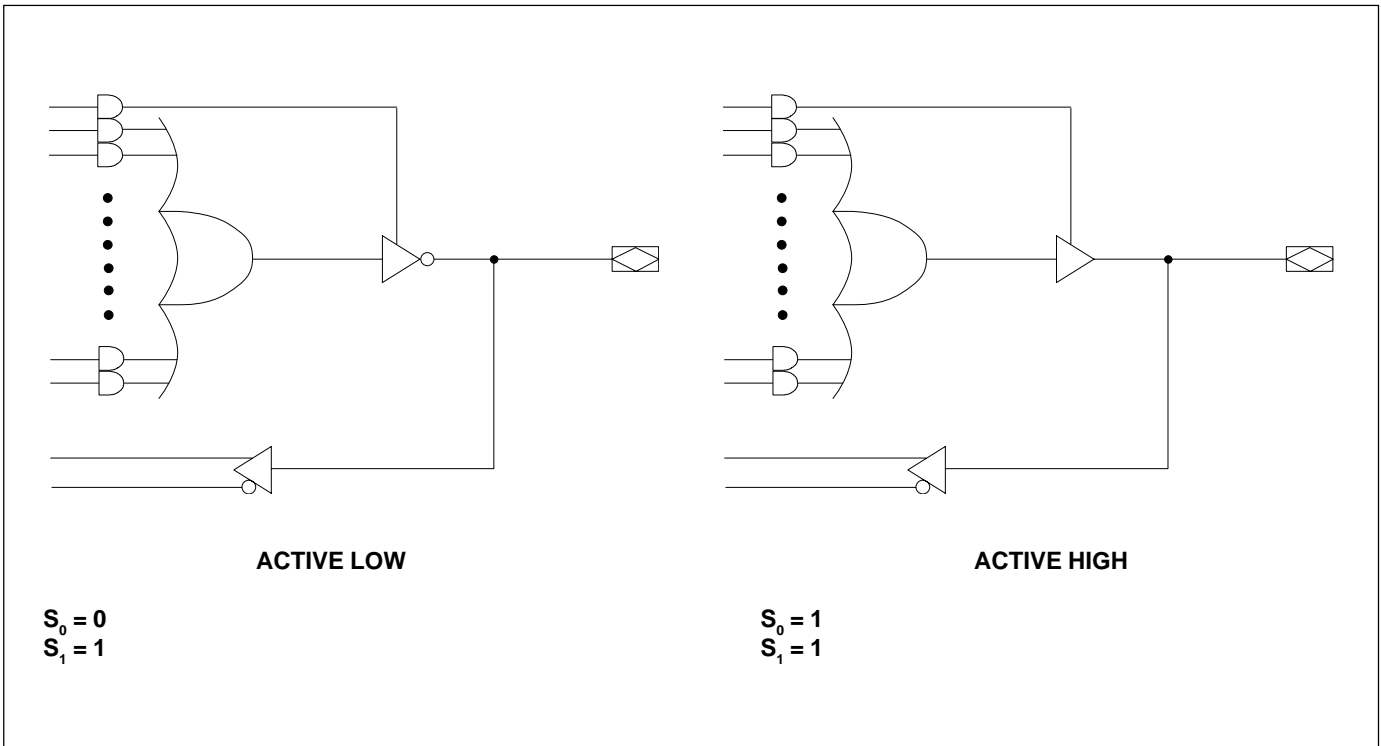 ACTIVE LOW
ACTIVE HIGH
S₀ = 0
S₁ = 1
S₀ = 1
S₁ = 1